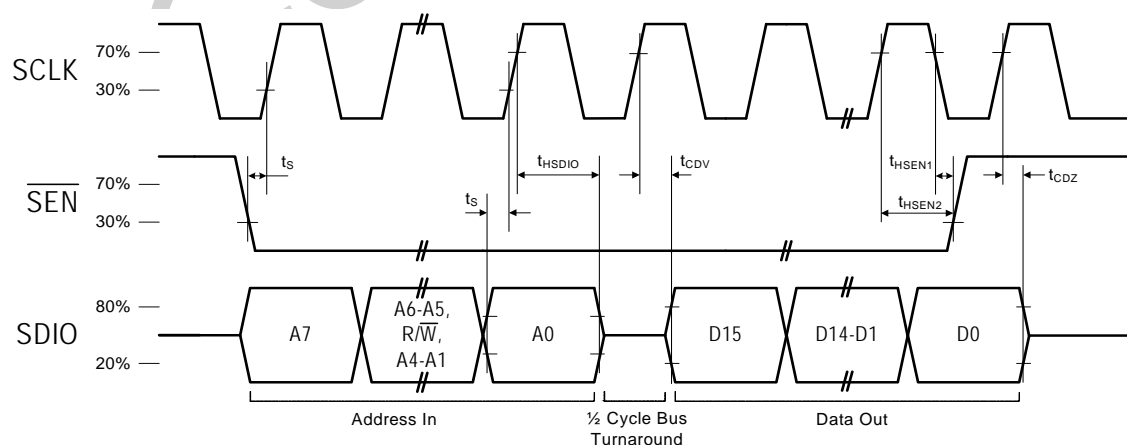 SCLK
70%
30%
tS
tHSDIO
tCDV
tHSEN1
tCDZ
SEN
70%
30%
tS
tHSEN2
SDIO
80%
20%
A7
A6-A5,
R/W,
A4-A1
A0
D15
D14-D1
D0
Address In
½ Cycle Bus
Turnaround
Data Out